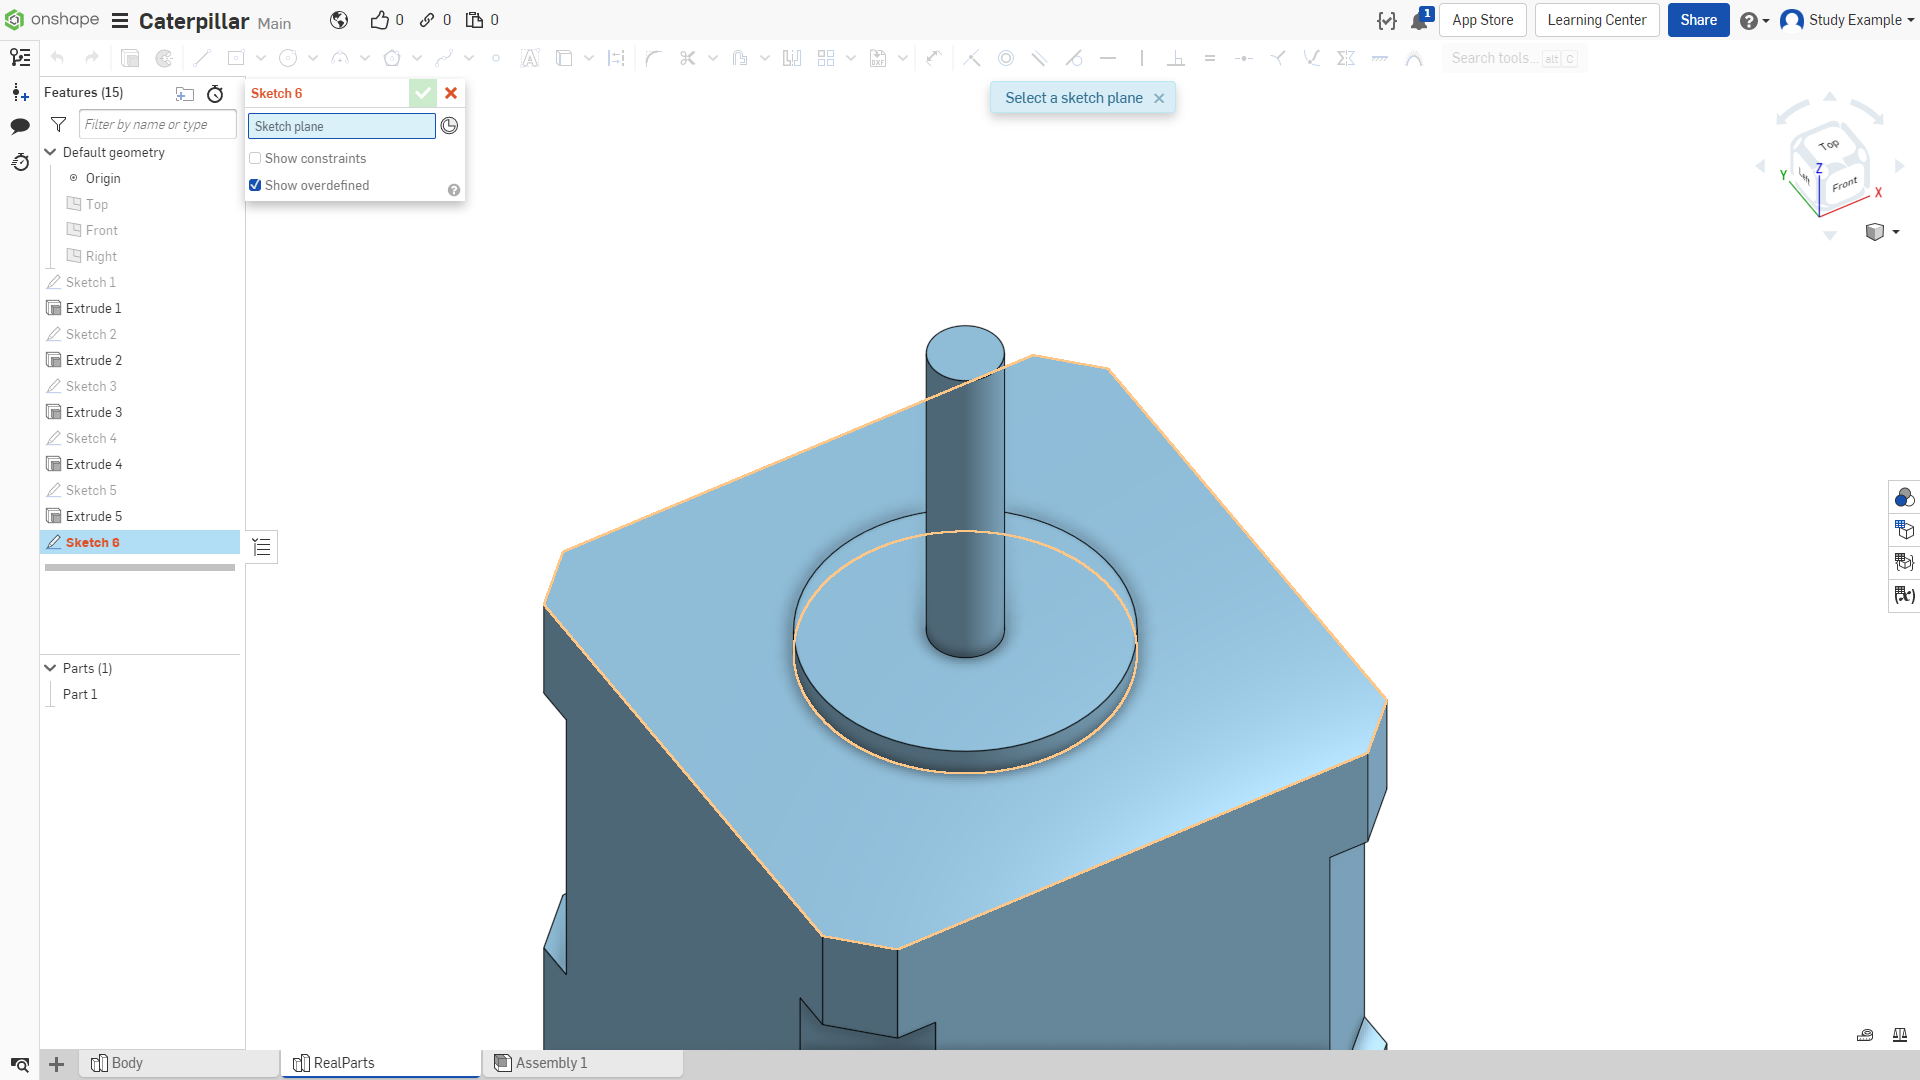 onshape
Caterpillar Main
0
0
0
1
App Store
Learning Center
Share
Study Example
Search tools...
alt
C
Features (15)
Filter by name or type
Default geometry
Origin
Top
Front
Right
Sketch 1
Extrude 1
Sketch 2
Extrude 2
Sketch 3
Extrude 3
Sketch 4
Extrude 4
Sketch 5
Extrude 5
Sketch 6
Parts (1)
Part 1
Sketch 6
Sketch plane
Show constraints
Show overdefined
Select a sketch plane
Top
Left
Front
Z
Y
X
Body
RealParts
Assembly 1